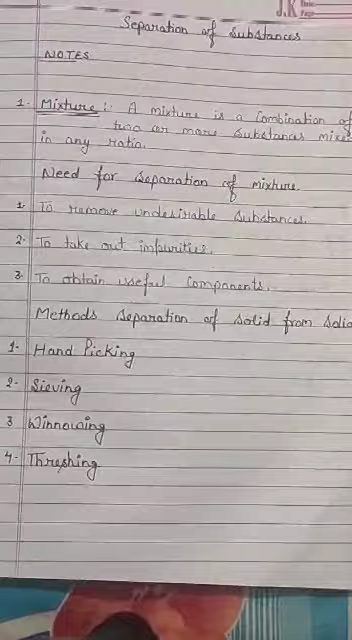 J.K Date
Page
Separation of Substances
NOTES
1. Mixture :- A mixture is a Combination of
two or more Substances mixed
in any ratio.
Need for Separation of mixture
1. To remove undesirable Substances.
2. To take out impurities.
3. To obtain useful Components.
Methods Separation of Solid from Solid
1- Hand Picking
2- Sieving
3 Winnowing
4- Threshing